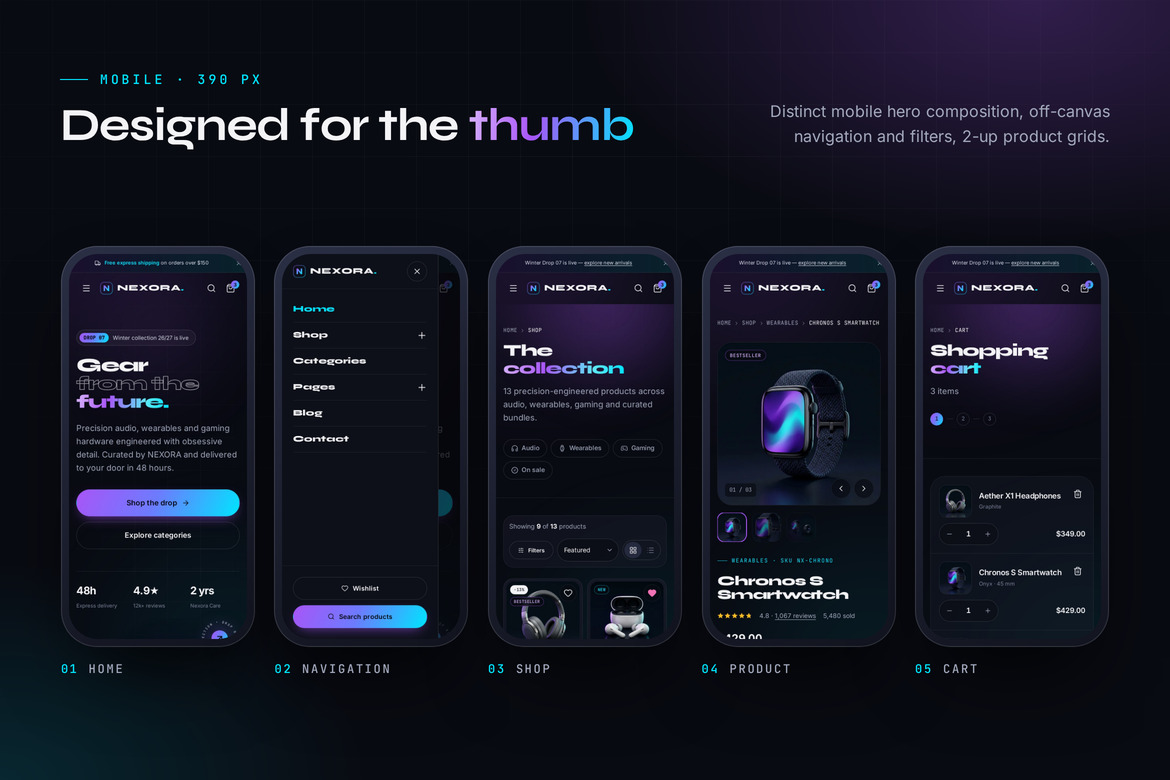 MOBILE · 390 PX
Designed for the thumb
Distinct mobile hero composition, off-canvas
navigation and filters, 2-up product grids.
Free express shipping on orders over $150
N NEXORA.
DROP 07 Winter collection 26/27 is live
Gear
from the
future.
Precision audio, wearables and gaming
hardware engineered with obsessive
detail. Curated by NEXORA and delivered
to your door in 48 hours.
Shop the drop →
Explore categories
48h 4.9★ 2 yrs
Express delivery 12k+ reviews Nexora Care
01 HOME
N NEXORA.
Home
Shop
Categories
Pages
Blog
Contact
Wishlist
Search products
02 NAVIGATION
Winter Drop 07 is live — explore new arrivals
N NEXORA.
HOME › SHOP
The
collection
13 precision-engineered products across
audio, wearables, gaming and curated
bundles.
Audio Wearables Gaming
On sale
Showing 9 of 13 products
Filters Featured
-13% NEW
BESTSELLER
03 SHOP
Winter Drop 07 is live — explore new arrivals
N NEXORA.
HOME › SHOP › WEARABLES › CHRONOS S SMARTWATCH
BESTSELLER
01 / 03
WEARABLES · SKU NX-CHRONO
Chronos S
Smartwatch
★★★★★ 4.8 · 1,067 reviews 5,480 sold
04 PRODUCT
Winter Drop 07 is live — explore new arrivals
N NEXORA.
HOME › CART
Shopping
cart
3 items
1 2 3
Aether X1 Headphones
Graphite
− 1 + $349.00
Chronos S Smartwatch
Onyx · 45 mm
− 1 + $429.00
05 CART